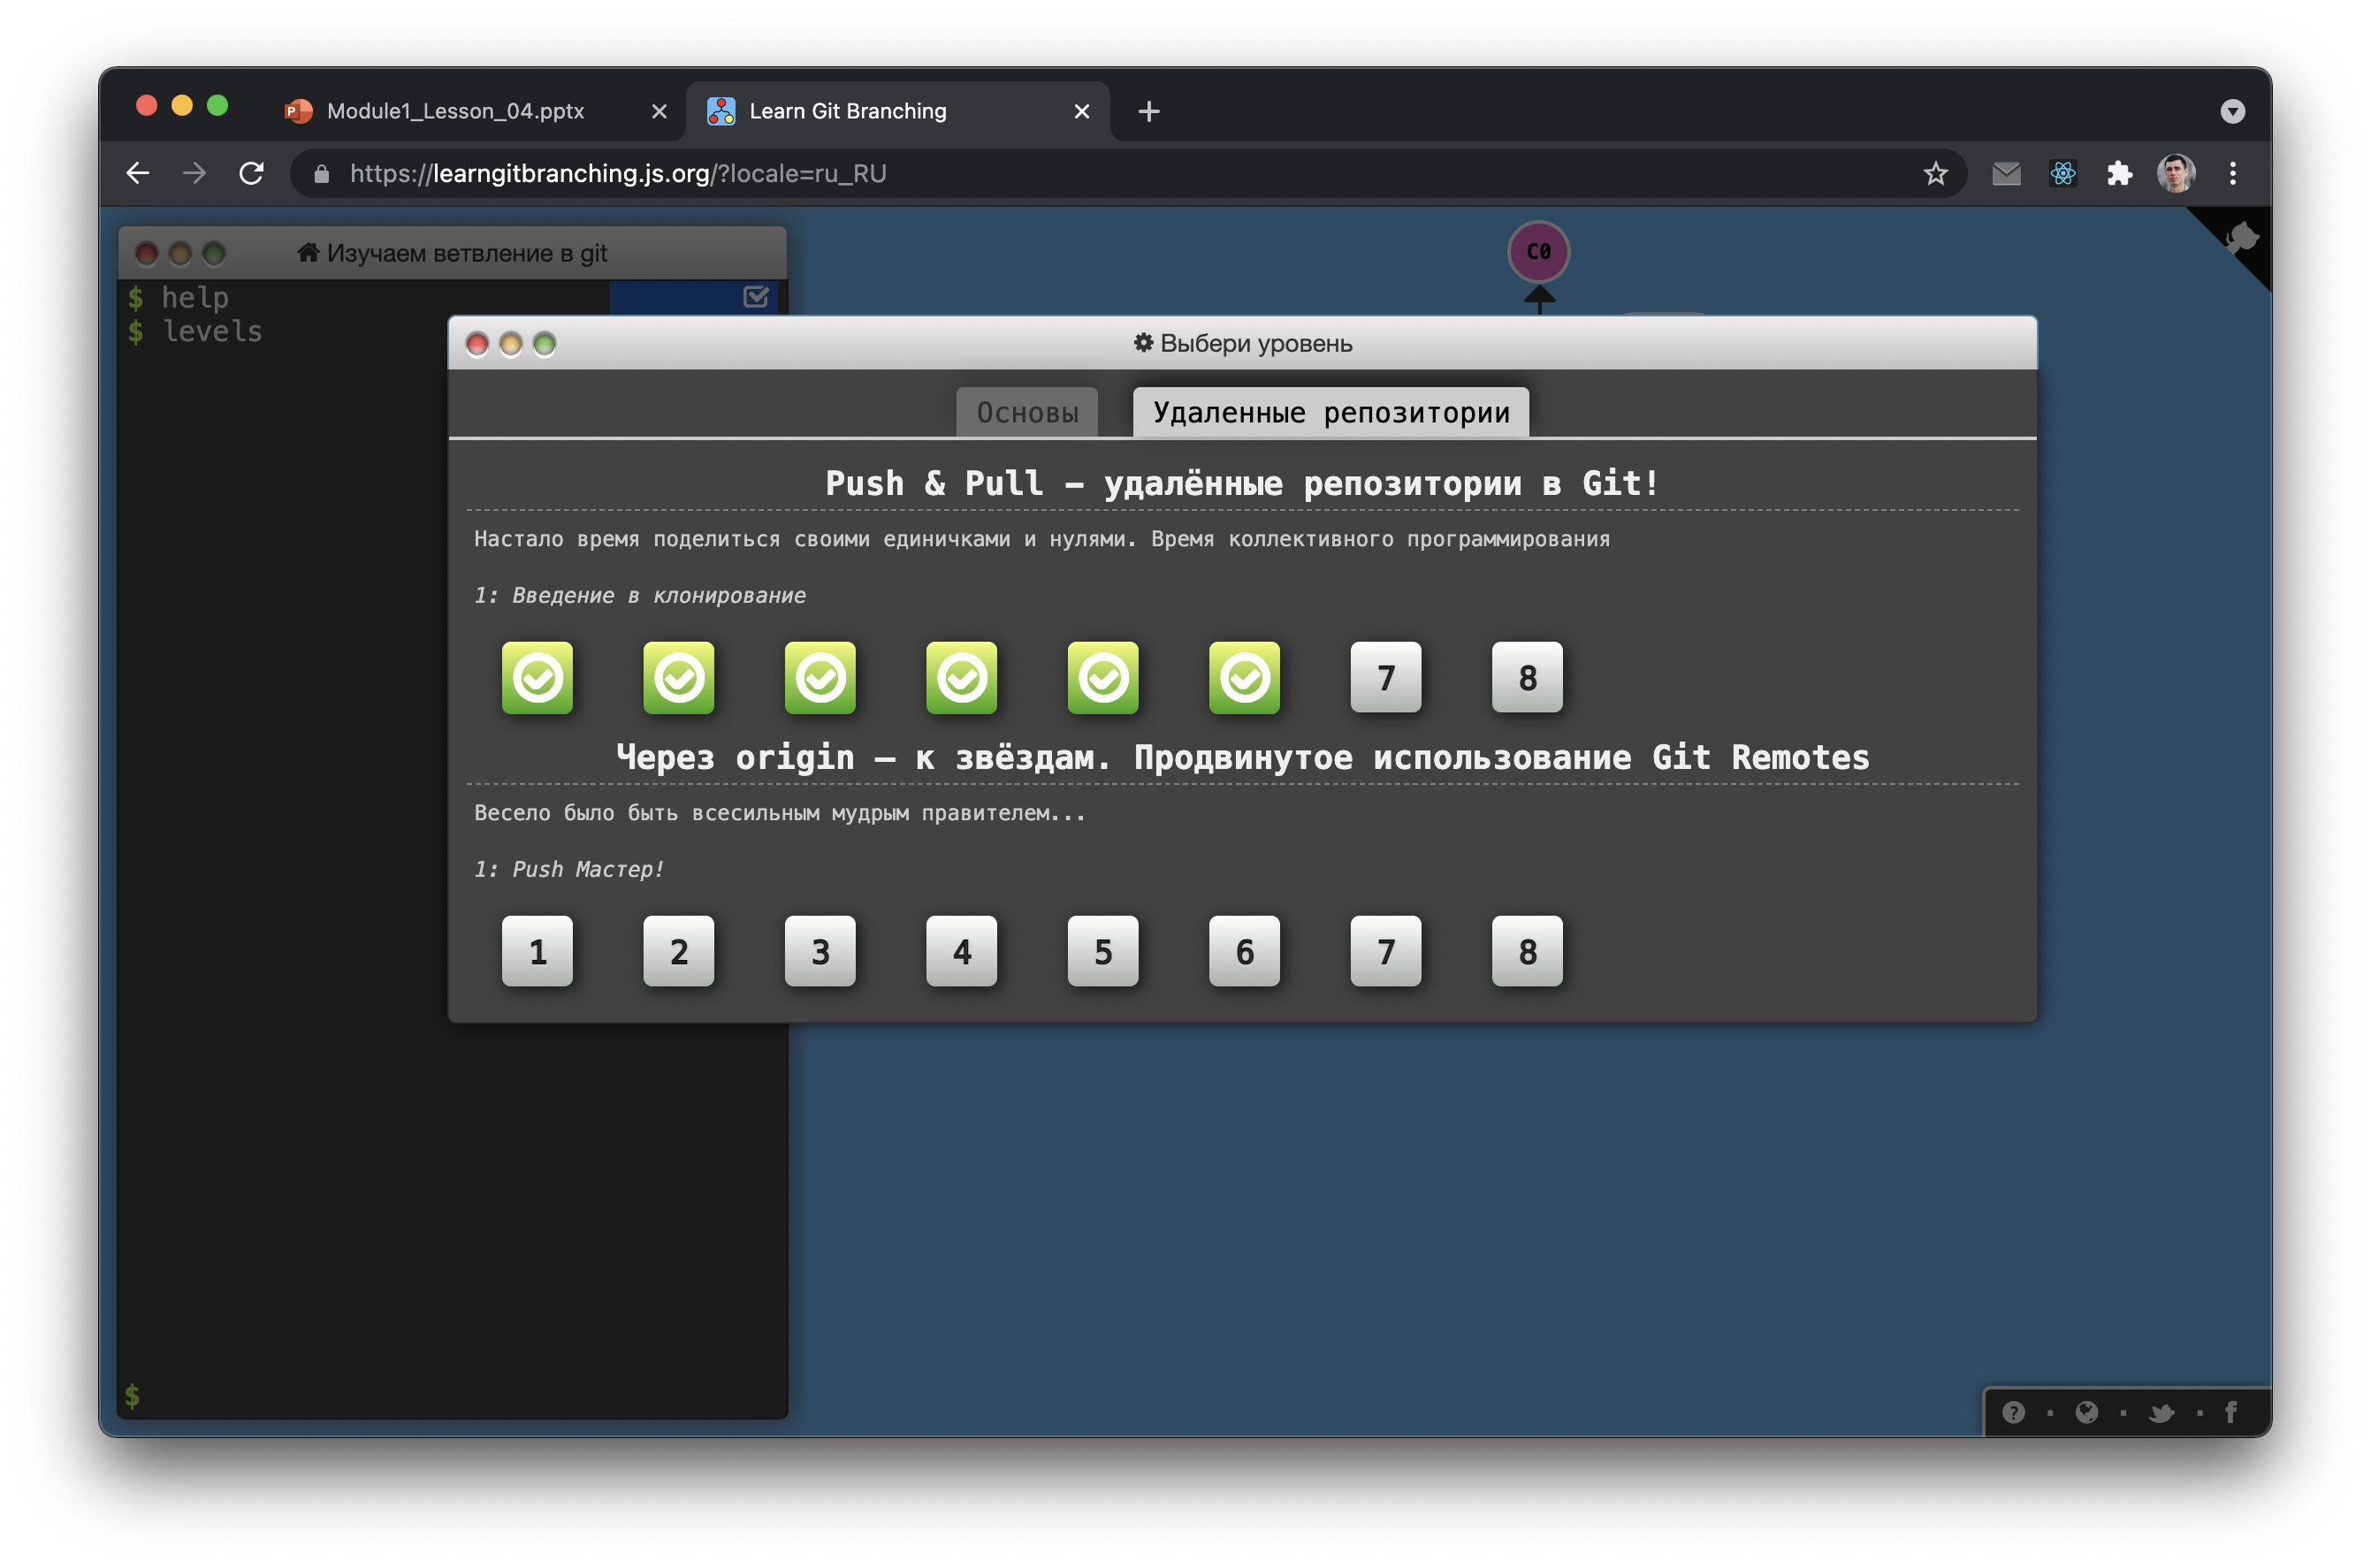 Module1_Lesson_04.pptx
Learn Git Branching
https://learngitbranching.js.org/?locale=ru_RU
Изучаем ветвление в git
$ help
$ levels
C0
Выбери уровень
Основы
Удаленные репозитории
Push & Pull – удалённые репозитории в Git!
Настало время поделиться своими единичками и нулями. Время коллективного программирования
1: Введение в клонирование
7 8
Через origin – к звёздам. Продвинутое использование Git Remotes
Весело было быть всесильным мудрым правителем...
1: Push Мастер!
1 2 3 4 5 6 7 8
$